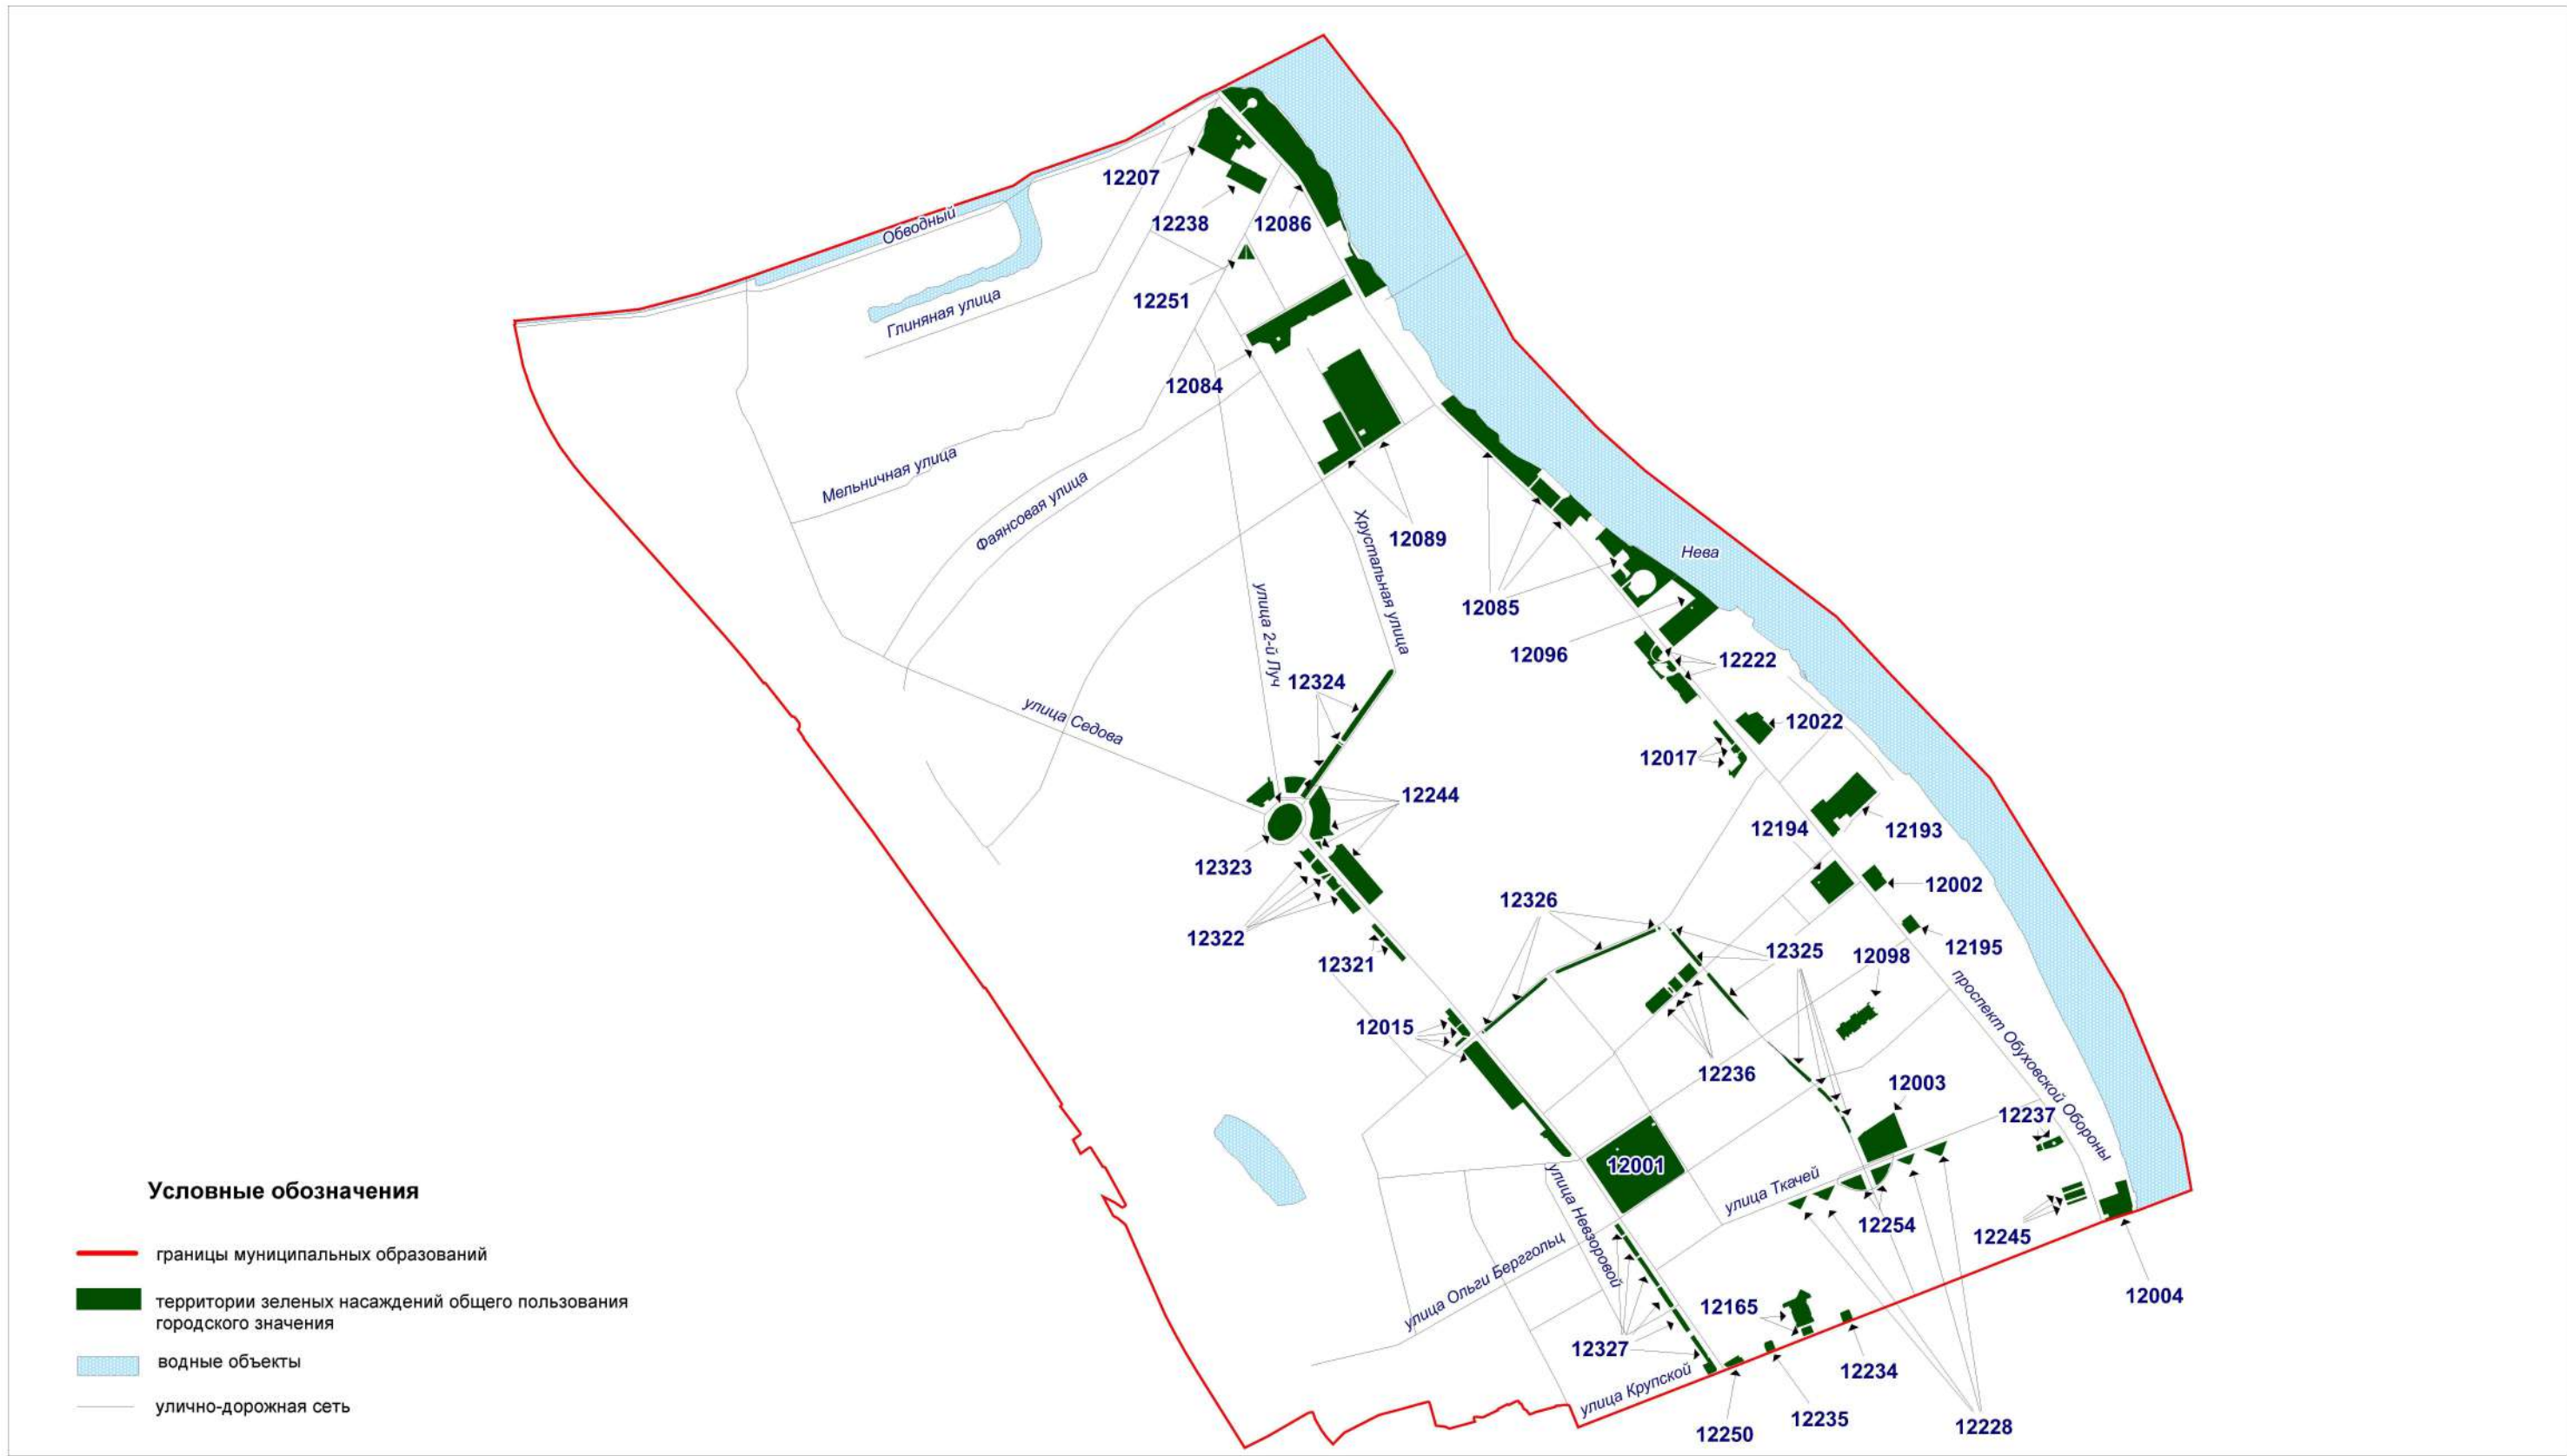 12207
Обводный
12238
12086
12251
Глиняная улица
12084
Мельничная улица
Фаянсовая улица
Хрустальная улица
12089
Нева
улица 2-й Луч
12085
12096
12222
12324
улица Седова
12022
12017
12244
12194
12193
12323
12002
12326
12322
12325
12195
12098
12321
проспект Обуховской Обороны
12015
12236
12003
12237
12001
улица Невзоровой
улица Ткачей
12254
12245
улица Ольги Берггольц
12004
12165
12327
12234
улица Крупской
12235
12228
12250
Условные обозначения
границы муниципальных образований
территории зеленых насаждений общего пользования
городского значения
водные объекты
улично-дорожная сеть